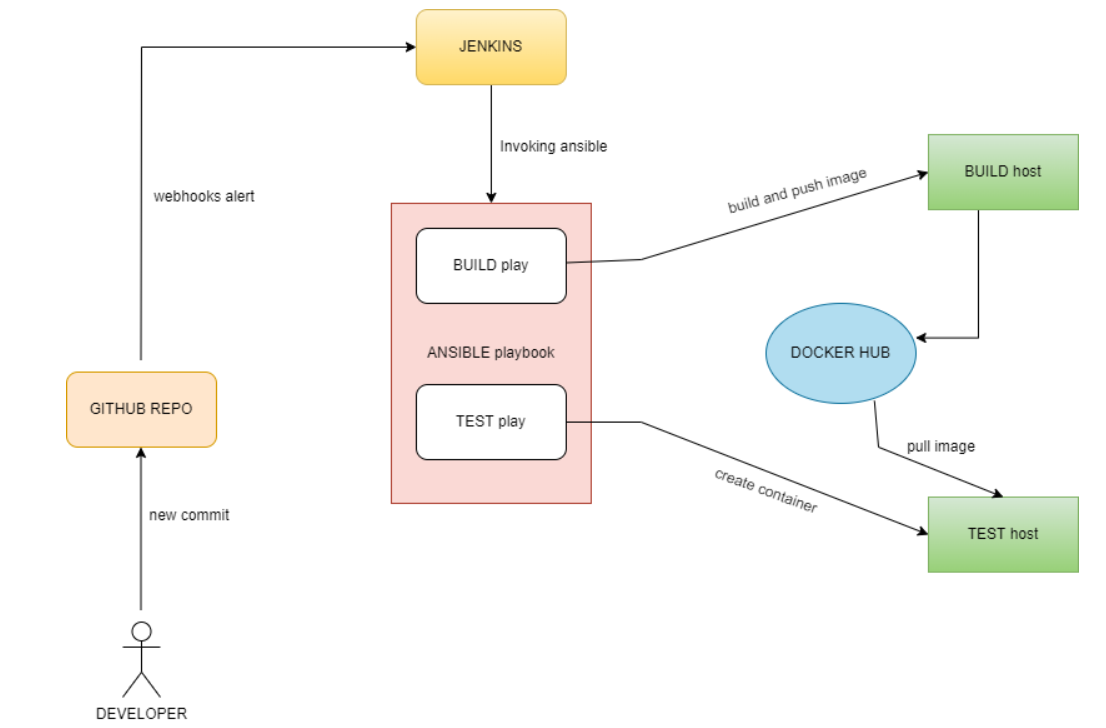 JENKINS
Invoking ansible
BUILD host
build and push image
webhooks alert
BUILD play
ANSIBLE playbook
DOCKER HUB
GITHUB REPO
TEST play
pull image
create container
new commit
TEST host
DEVELOPER